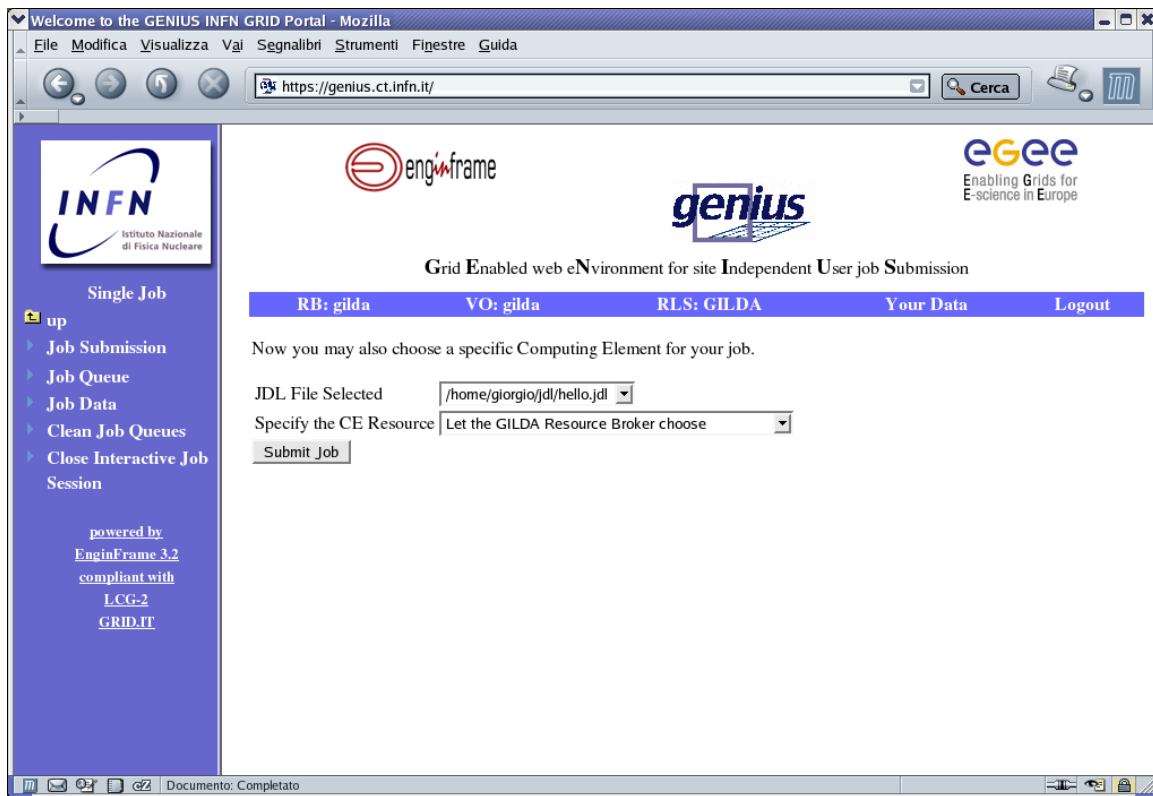 Welcome to the GENIUS INFN GRID Portal - Mozilla
File Modifica Visualizza Vai Segnalibri Strumenti Finestre Guida
https://genius.ct.infn.it/
Cerca
INFN
Istituto Nazionale
di Fisica Nucleare
enginframe
genius
egee
Enabling Grids for
E-science in Europe
Grid Enabled web eNvironment for site Independent User job Submission
Single Job
up
Job Submission
Job Queue
Job Data
Clean Job Queues
Close Interactive Job
Session
powered by
EnginFrame 3.2
compliant with
LCG-2
GRID.IT
RB: gilda VO: gilda RLS: GILDA Your Data Logout
Now you may also choose a specific Computing Element for your job.
JDL File Selected /home/giorgio/jdl/hello.jdl
Specify the CE Resource Let the GILDA Resource Broker choose
Submit Job
Documento: Completato